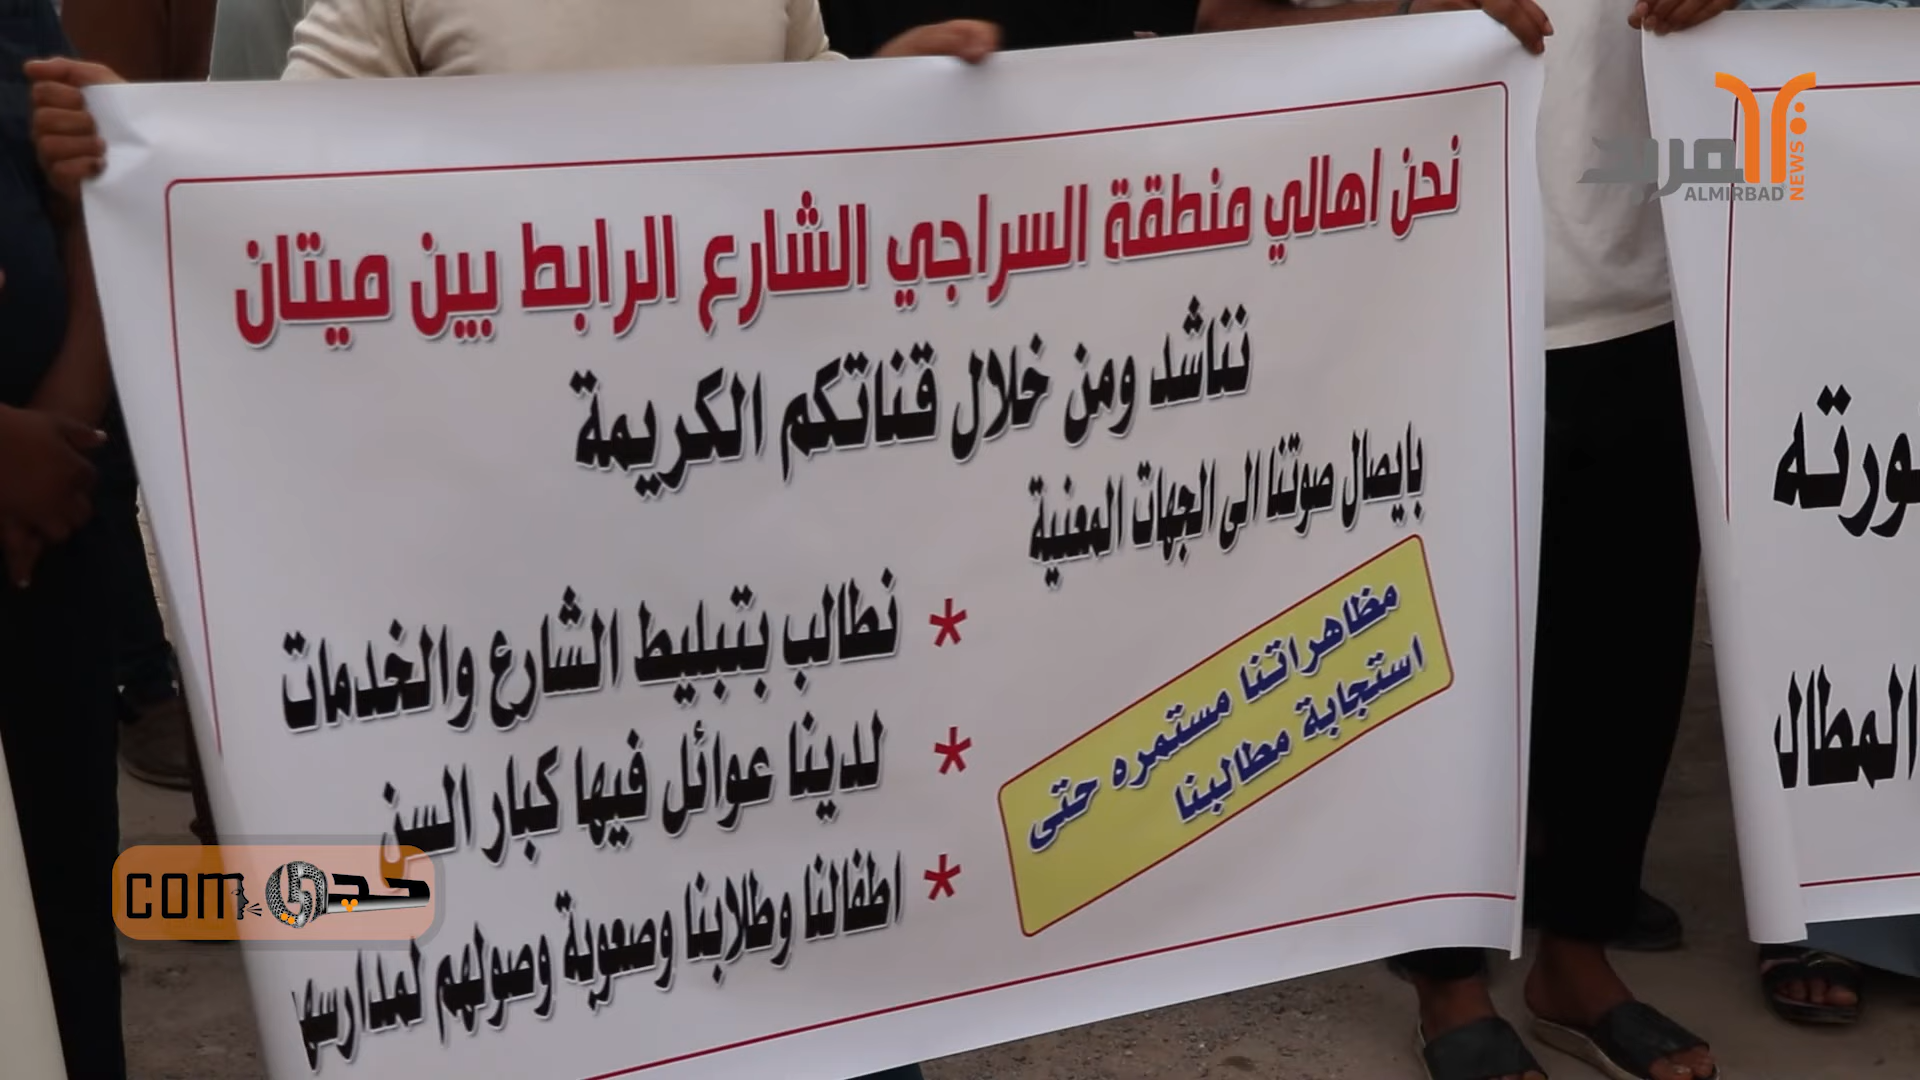 نحن اهالي منطقة السراجي الشارع الرابط بين ميتان
نناشد ومن خلال قناتكم الكريمة
بايصال صوتنا الى الجهات المعنية
* نطالب بتبليط الشارع والخدمات
* لدينا عوائل فيها كبار السن
* اطفالنا وطلابنا وصعوبة وصولهم لمدارسهم
مظاهراتنا مستمره حتى
استجابة مطالبنا
المربد
ALMIRBAD
NEWS
حچي.com